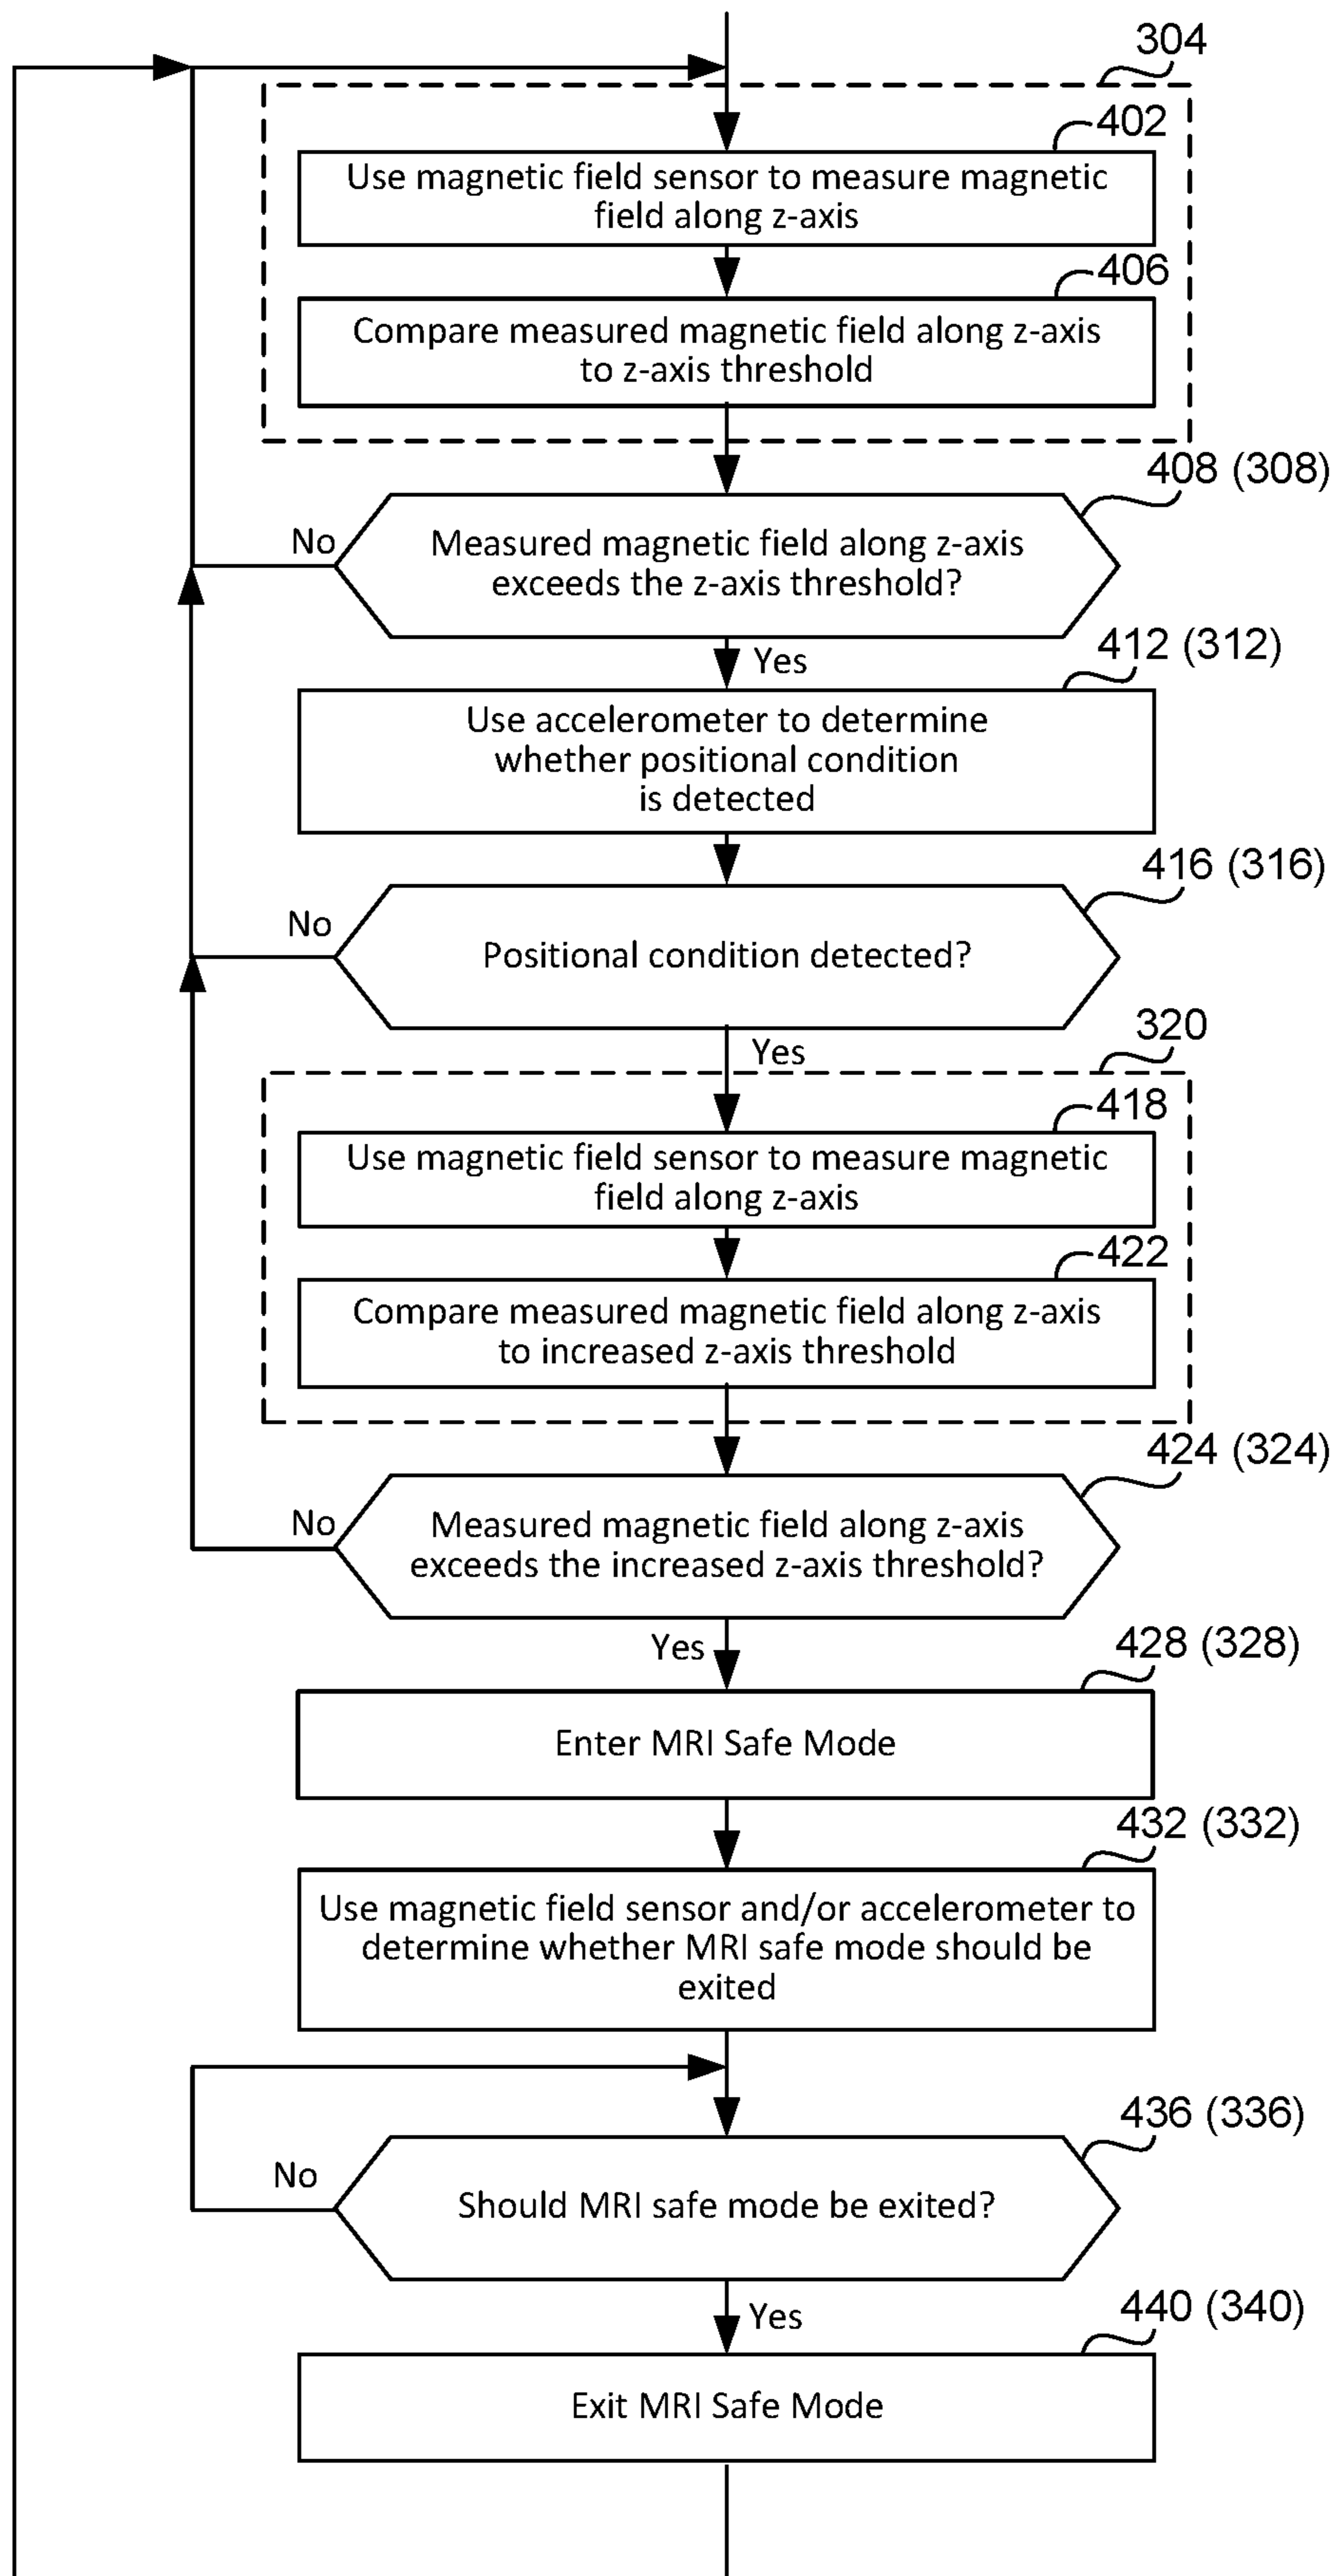 304
402
Use magnetic field sensor to measure magnetic
field along z-axis
406
Compare measured magnetic field along z-axis
to z-axis threshold
408 (308)
No
Measured magnetic field along z-axis
exceeds the z-axis threshold?
Yes
412 (312)
Use accelerometer to determine
whether positional condition
is detected
416 (316)
No
Positional condition detected?
Yes
320
418
Use magnetic field sensor to measure magnetic
field along z-axis
422
Compare measured magnetic field along z-axis
to increased z-axis threshold
424 (324)
No
Measured magnetic field along z-axis
exceeds the increased z-axis threshold?
Yes
428 (328)
Enter MRI Safe Mode
432 (332)
Use magnetic field sensor and/or accelerometer to
determine whether MRI safe mode should be
exited
436 (336)
No
Should MRI safe mode be exited?
Yes
440 (340)
Exit MRI Safe Mode